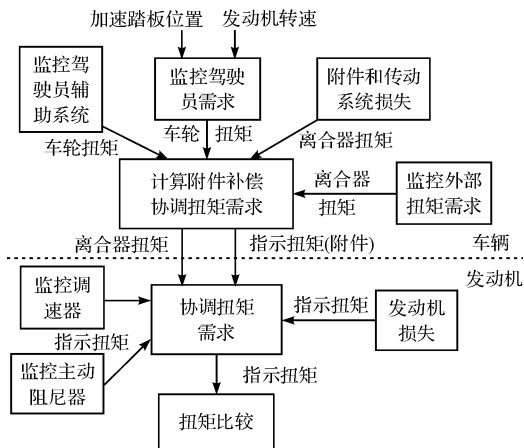 加速踏板位置
发动机转速
监控驾
驶员辅
助系统
监控驾驶
员需求
附件和传动
系统损失
车轮扭矩
车轮
扭矩
离合器扭矩
计算附件补偿
协调扭矩需求
离合器
扭矩
监控外部
扭矩需求
离合器扭矩
指示扭矩(附件)
车辆
发动机
监控调
速器
协调扭矩
需求
指示扭矩
发动机
损失
指示扭矩
监控主动
阻尼器
指示扭矩
扭矩比较